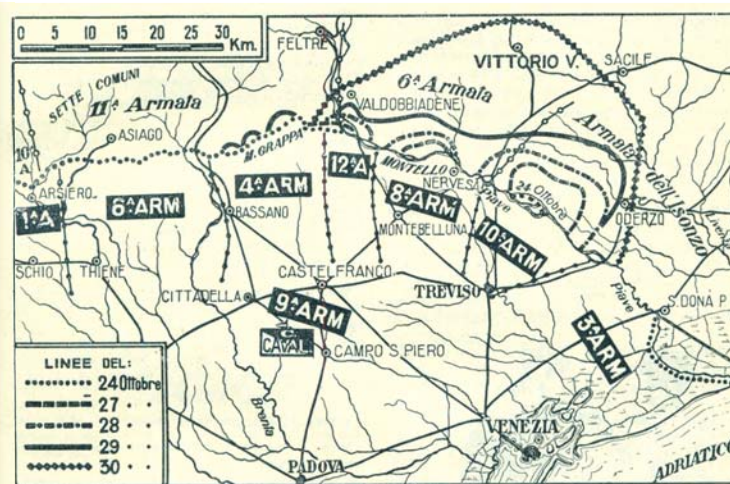 0 5 10 15 20 25 30
Km.
FELTRE
VITTORIO V.
SACILE
SETTE COMUNI
11ª Armata
6ª Armata
VALDOBBIADENE
ASIAGO
M. GRAPPA
Armata dell'Isonzo
10ª
A
12ª A
MONTELLO
NERVESA
24 Ottobre
ARSIERO
1ª A
6ª ARM
4ª ARM
BASSANO
8ª ARM
Piave
MONTEBELLUNA
10ª ARM
ODERZO
Livenza
SCHIO
THIENE
CASTELFRANCO
TREVISO
CITTADELLA
9ª ARM
Piave
S. DONÀ P.
CAVAL.
CAMPO S. PIERO
3ª ARM
LINEE DEL:
24 Ottobre
27 " "
28 " "
29 " "
30 " "
Brenta
VENEZIA
PADOVA
ADRIATICO